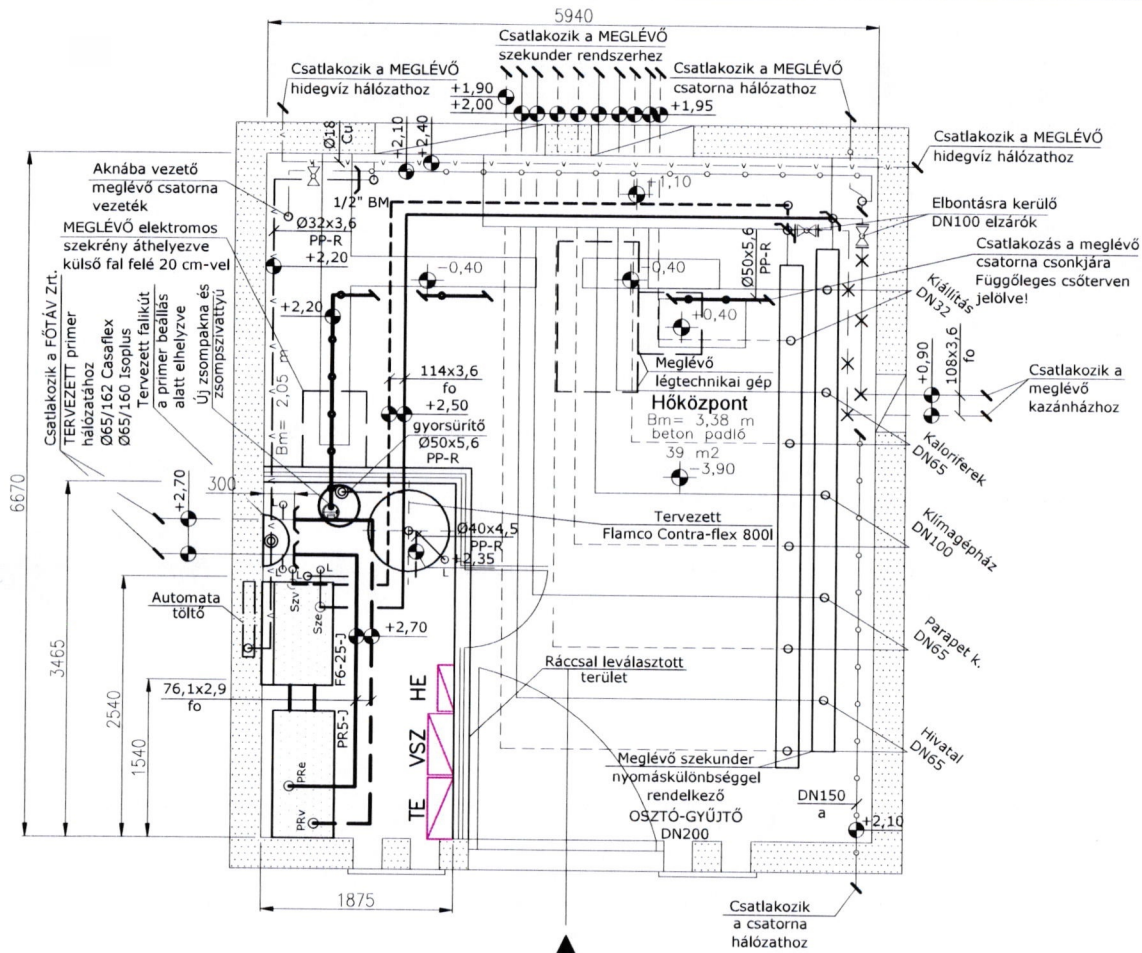 5940
Csatlakozik a MEGLÉVŐ
szekunder rendszerhez
Csatlakozik a MEGLÉVŐ
hidegvíz hálózathoz
+1,90
+2,00
Csatlakozik a MEGLÉVŐ
csatorna hálózathoz
+1,95
Ø18
Cu
+2,10
+2,40
Csatlakozik a MEGLÉVŐ
hidegvíz hálózathoz
Aknába vezető
meglévő csatorna
vezeték
1/2" BM
+1,10
Elbontásra kerülő
DN100 elzárók
MEGLÉVŐ elektromos
szekrény áthelyezve
külső fal felé 20 cm-vel
Ø32x3,6
PP-R
+2,20
Ø50x5,6
PP-R
Csatlakozás a meglévő
csatorna csonkjára
Függőleges csőterven
jelölve!
-0,40
-0,40
+0,40
Kiállítás
DN32
+2,20
Csatlakozik a FŐTÁV Zrt.
TERVEZETT primer
hálózatához
Ø65/162 Casaflex
Ø65/160 Isoplus
Tervezett falikút
a primer beállás
alatt elhelyzve
Új zsompakna és
zsompszivattyú
Bm= 2,05 m
114x3,6
fo
+2,50
gyorsürítő
Ø50x5,6
PP-R
Meglévő
légtechnikai gép
Hőközpont
Bm= 3,38 m
beton padló
39 m2
-3,90
+0,90
108x3,6
fo
Csatlakozik a
meglévő
kazánházhoz
Kaloriferek
DN65
6670
+2,70
300
Ø40x4,5
PP-R
+2,35
Tervezett
Flamco Contra-flex 800l
Klímagépház
DN100
L
L
L
L
L
Szv
Sze
Automata
töltő
+2,70
F6-25-J
3465
2540
1540
76,1x2,9
fo
PR5-J
PRe
PRv
HE
VSZ
TE
Ráccsal leválasztott
terület
Parapet k.
DN65
Hivatal
DN65
Meglévő szekunder
nyomáskülönbséggel
rendelkező
OSZTÓ-GYŰJTŐ
DN200
DN150
a
+2,10
1875
Csatlakozik
a csatorna
hálózathoz